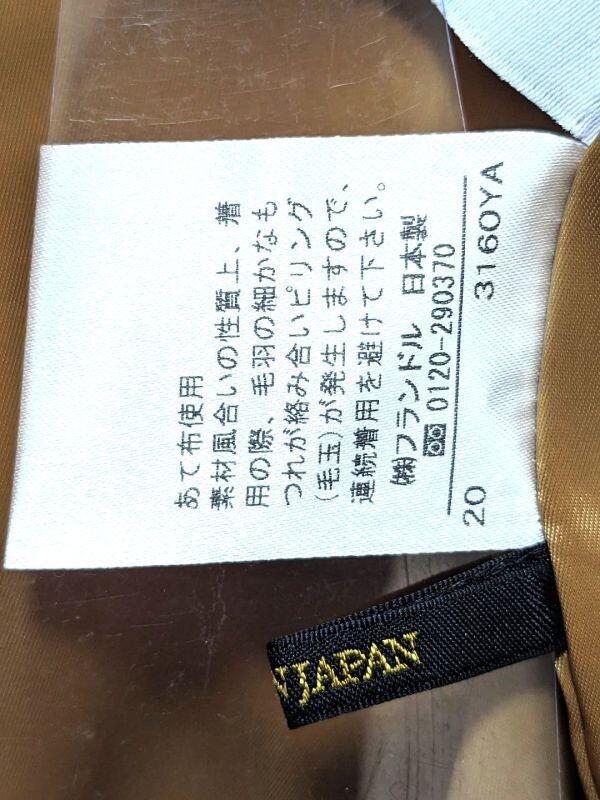 あて布使用
素材風合いの性質上、着
用の際、毛羽の細かなも
つれが絡み合いピリング
(毛玉)が発生しますので、
連続着用を避けて下さい。
㈱フランドル 日本製
0120-290370
20 3160YA
N JAPAN